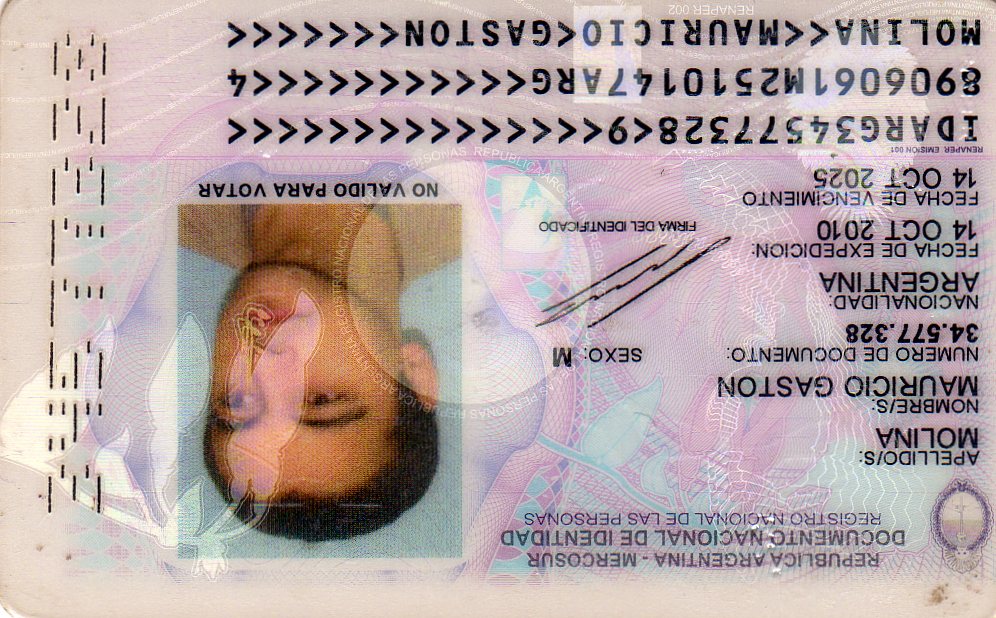 REPUBLICA ARGENTINA - MERCOSUR
DOCUMENTO NACIONAL DE IDENTIDAD
REGISTRO NACIONAL DE LAS PERSONAS
APELLIDO/S:
MOLINA
NOMBRE/S:
MAURICIO GASTON
NUMERO DE DOCUMENTO: SEXO: M
34.577.328
NACIONALIDAD:
ARGENTINA
FECHA DE EXPEDICION:
14 OCT 2010
FIRMA DEL IDENTIFICADO
FECHA DE VENCIMIENTO
14 OCT 2025
NO VALIDO PARA VOTAR
RENAPER EMISIÓN 001
IDARG34577328<9<<<<<<<<<<<<<<<
8906061M2510147ARG<<<<<<<<<<<4
MOLINA<<MAURICIO<GASTON<<<<<<<
RENAPER 002